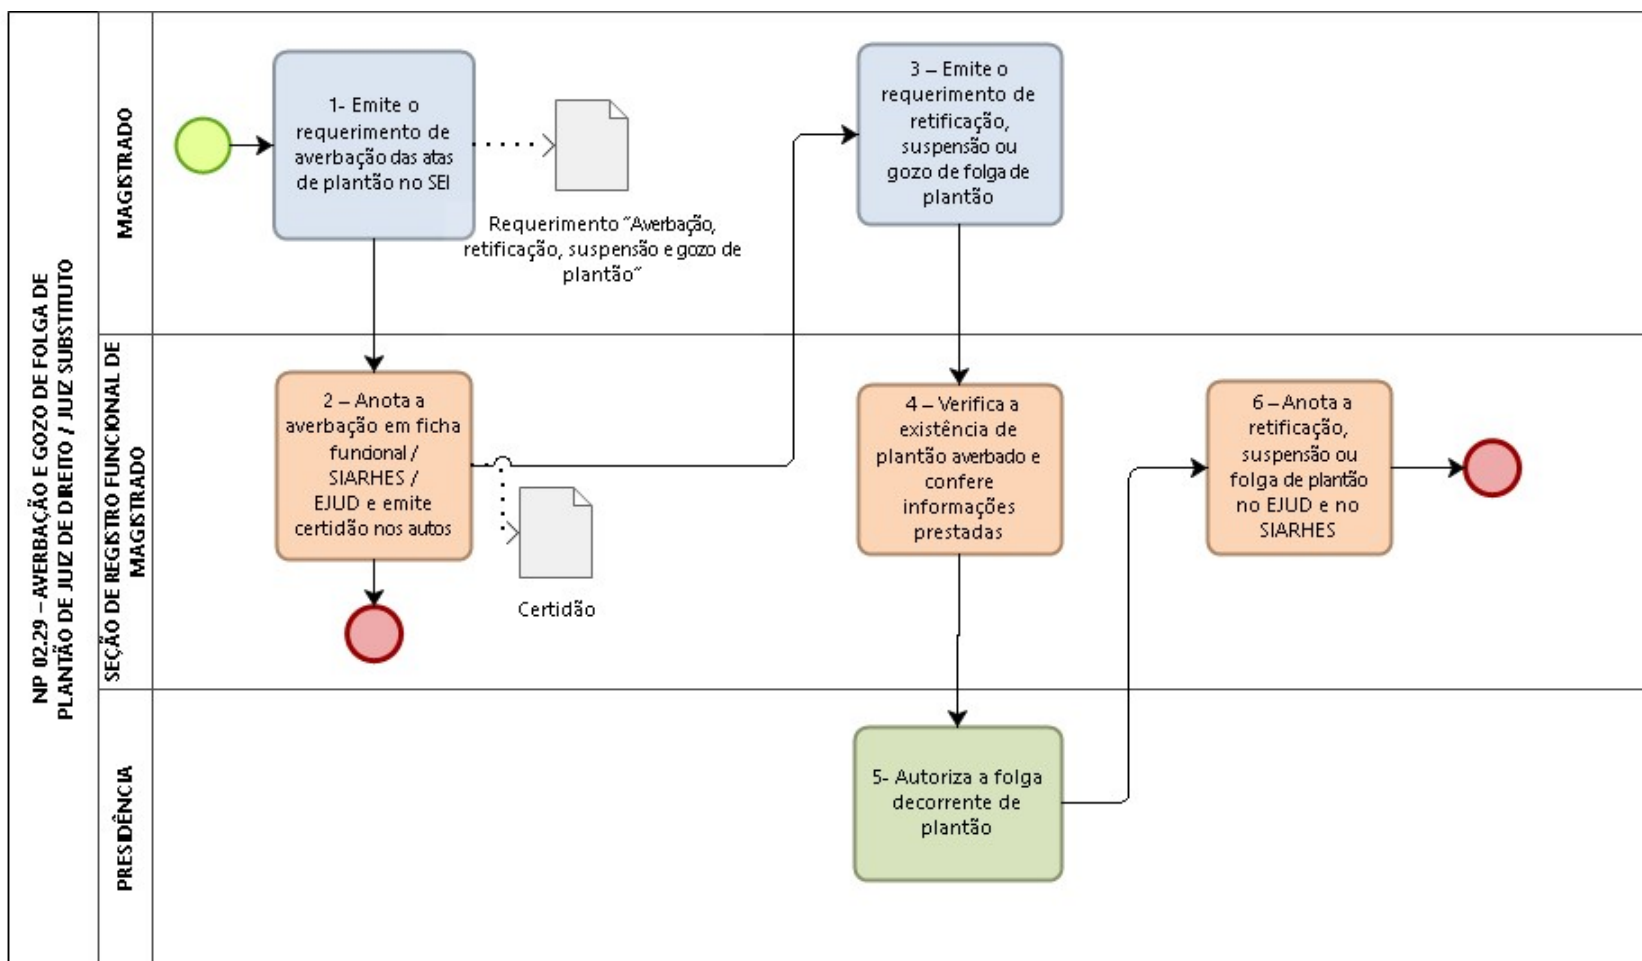 NP 02.29 – AVERBAÇÃO E GOZO DE FOLGA DE
PLANTÃO DE JUIZ DE DIREITO / JUIZ SUBSTITUTO
MAGISTRADO
1- Emite o
requerimento de
averbação das atas
de plantão no SEI
Requerimento “Averbação,
retificação, suspensão e gozo de
plantão”
3 – Emite o
requerimento de
retificação,
suspensão ou
gozo de folga de
plantão
SEÇÃO DE REGISTRO FUNCIONAL DE
MAGISTRADO
2 – Anota a
averbação em ficha
funcional /
SIARHES /
EJUD e emite
certidão nos autos
Certidão
4 – Verifica a
existência de
plantão averbado e
confere
informações
prestadas
6 – Anota a
retificação,
suspensão ou
folga de plantão
no EJUD e no
SIARHES
PRESIDÊNCIA
5- Autoriza a folga
decorrente de
plantão